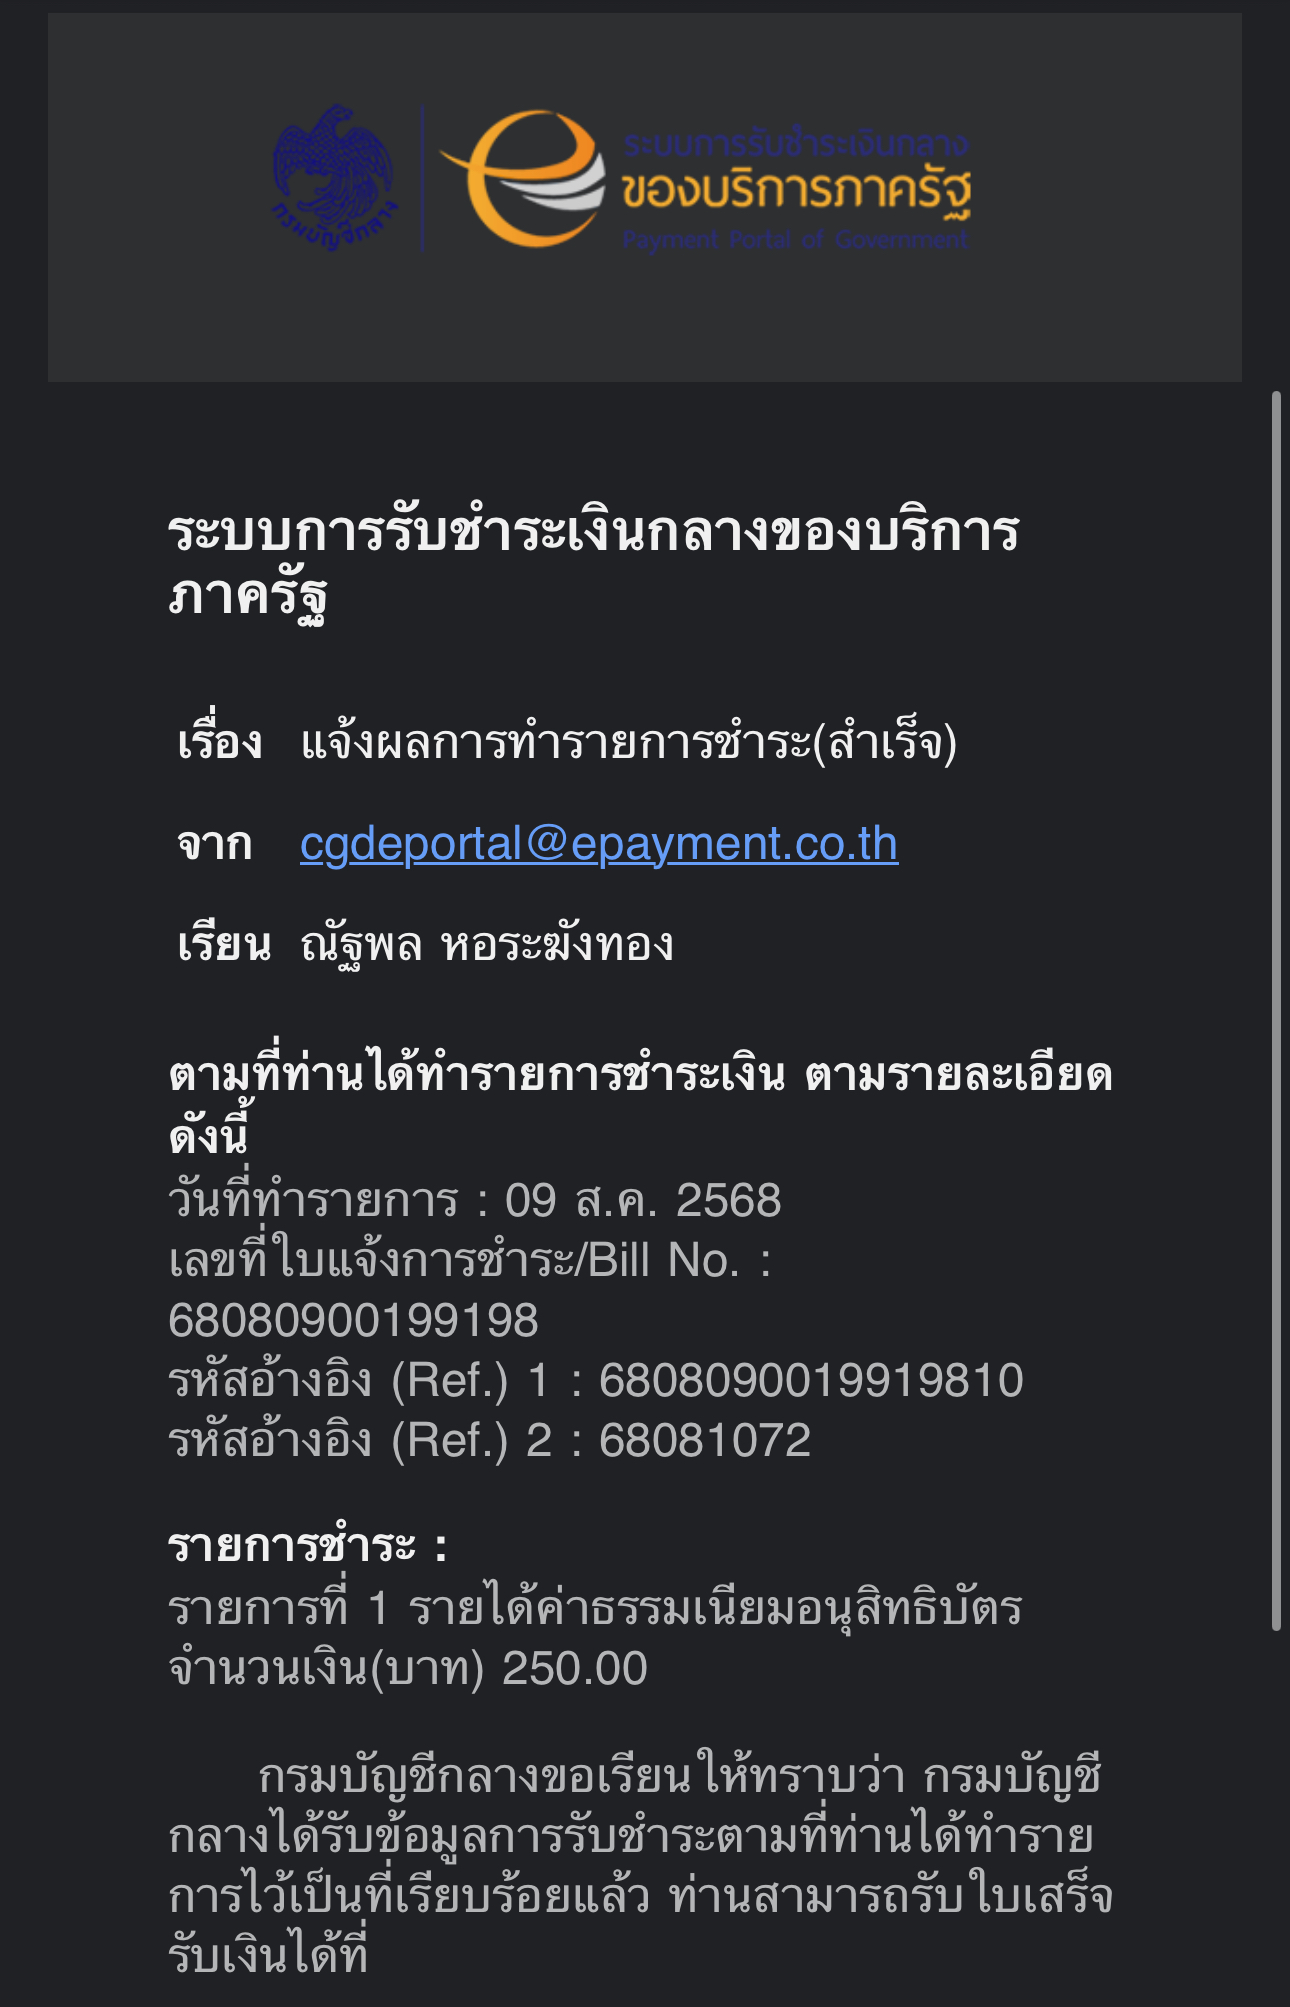 กรมบัญชีกลาง
ระบบการรับชำระเงินกลาง
ของบริการภาครัฐ
Payment Portal of Government
ระบบการรับชำระเงินกลางของบริการ
ภาครัฐ
เรื่อง แจ้งผลการทำรายการชำระ(สำเร็จ)
จาก cgdeportal@epayment.co.th
เรียน ณัฐพล หอระฆังทอง
ตามที่ท่านได้ทำรายการชำระเงิน ตามรายละเอียด
ดังนี้
วันที่ทำรายการ : 09 ส.ค. 2568
เลขที่ใบแจ้งการชำระ/Bill No. :
68080900199198
รหัสอ้างอิง (Ref.) 1 : 6808090019919810
รหัสอ้างอิง (Ref.) 2 : 68081072
รายการชำระ :
รายการที่ 1 รายได้ค่าธรรมเนียมอนุสิทธิบัตร
จำนวนเงิน(บาท) 250.00
กรมบัญชีกลางขอเรียนให้ทราบว่า กรมบัญชี
กลางได้รับข้อมูลการรับชำระตามที่ท่านได้ทำราย
การไว้เป็นที่เรียบร้อยแล้ว ท่านสามารถรับใบเสร็จ
รับเงินได้ที่